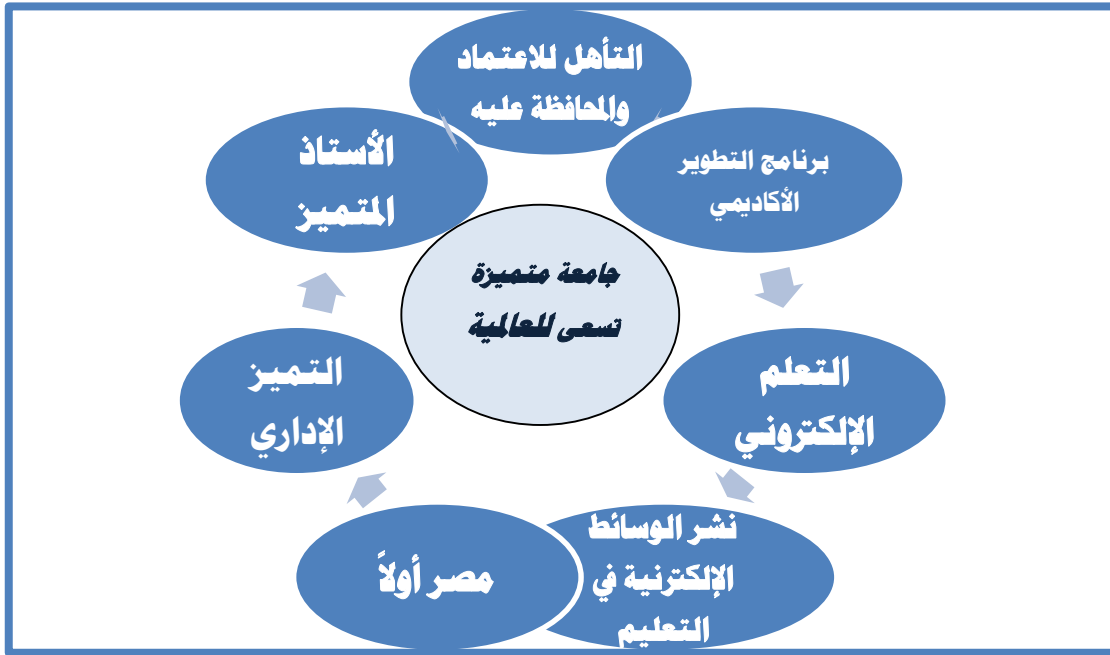 التأهل للاعتماد
والمحافظة عليه
برنامج التطوير
الأكاديمي
التعلم
الإلكتروني
نشر الوسائط
الإلكترنية في
التعليم
مصر أولاً
التميز
الإداري
الأستاذ
المتميز
جامعة متميزة
تسعى للعالمية